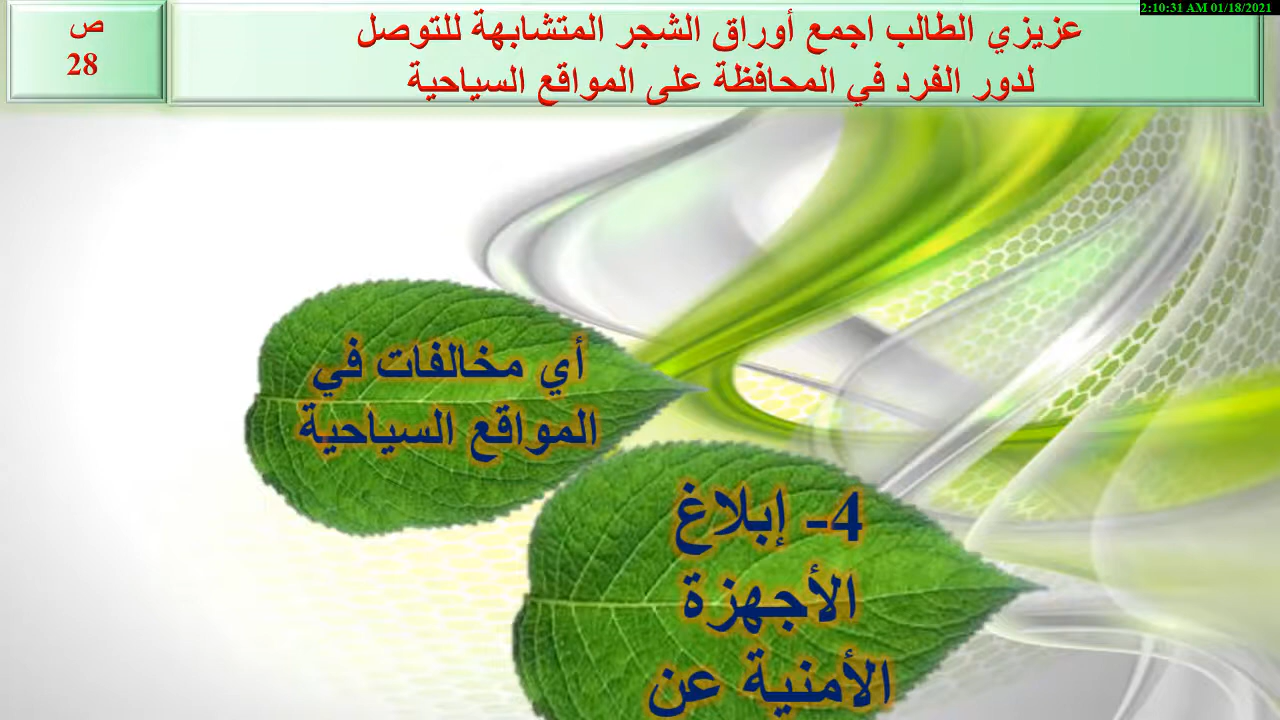 2:10:31 AM 01/18/2021
عزيزي الطالب اجمع أوراق الشجر المتشابهة للتوصل
لدور الفرد في المحافظة على المواقع السياحية
ص
28
أي مخالفات في
المواقع السياحية
4- إبلاغ
الأجهزة
الأمنية عن